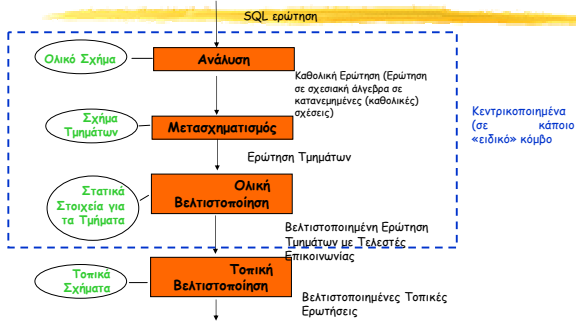 SQL ερώτηση
Ολικό Σχήμα
Ανάλυση
Καθολική Ερώτηση (Ερώτηση
σε σχεσιακή άλγεβρα σε
κατανεμημένες (καθολικές)
σχέσεις)
Σχήμα
Τμημάτων
Μετασχηματισμός
Κεντρικοποιημένα
(σε κάποιο
«ειδικό» κόμβο
Ερώτηση Τμημάτων
Στατικά
Στοιχεία για
τα Τμήματα
Ολική
Βελτιστοποίηση
Βελτιστοποιημένη Ερώτηση
Τμημάτων με Τελεστές
Επικοινωνίας
Τοπικά
Σχήματα
Τοπική
Βελτιστοποίηση
Βελτιστοποιημένες Τοπικές
Ερωτήσεις